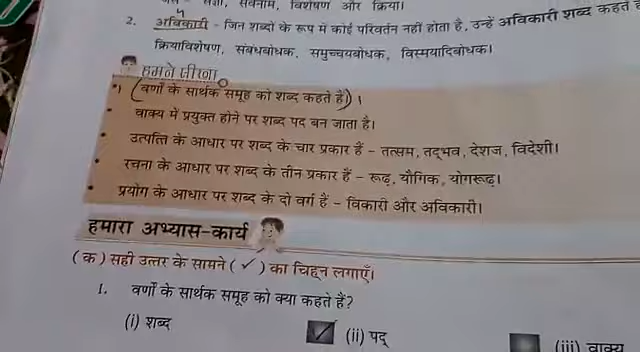 संज्ञा, सर्वनाम, विशेषण और क्रिया।
2. अविकारी - जिन शब्दों के रूप में कोई परिवर्तन नहीं होता है, उन्हें अविकारी शब्द कहते
क्रियाविशेषण, संबंधबोधक, समुच्चयबोधक, विस्मयादिबोधक।
हमने सीखा
(वर्णों के सार्थक समूह को शब्द कहते हैं) ।
वाक्य में प्रयुक्त होने पर शब्द पद बन जाता है।
उत्पत्ति के आधार पर शब्द के चार प्रकार हैं - तत्सम, तद्भव, देशज, विदेशी।
रचना के आधार पर शब्द के तीन प्रकार हैं - रूढ़, यौगिक, योगरूढ़।
प्रयोग के आधार पर शब्द के दो वर्ग हैं - विकारी और अविकारी।
हमारा अभ्यास-कार्य
(क) सही उत्तर के सामने (✓) का चिह्न लगाएँ।
1. वर्णों के सार्थक समूह को क्या कहते हैं?
(i) शब्द ✓ (ii) पद् (iii) वाक्य